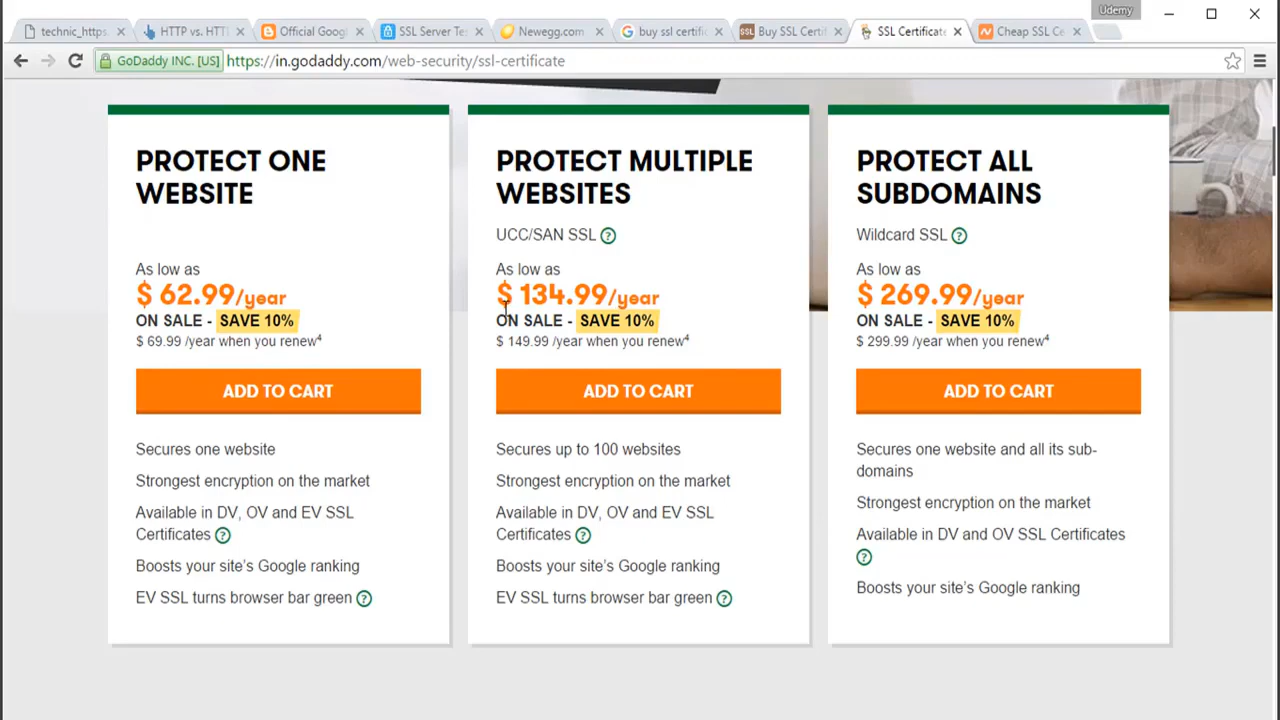 Udemy
technic_https.
HTTP vs. HTT
Official Googl
SSL Server Te
Newegg.com
buy ssl certific
Buy SSL Certif
SSL Certificate
Cheap SSL Ce
GoDaddy INC. [US] https://in.godaddy.com/web-security/ssl-certificate
PROTECT ONE
WEBSITE
As low as
$ 62.99/year
ON SALE - SAVE 10%
$ 69.99 /year when you renew4
ADD TO CART
Secures one website
Strongest encryption on the market
Available in DV, OV and EV SSL
Certificates ?
Boosts your site's Google ranking
EV SSL turns browser bar green ?
PROTECT MULTIPLE
WEBSITES
UCC/SAN SSL ?
As low as
$ 134.99/year
ON SALE - SAVE 10%
$ 149.99 /year when you renew4
ADD TO CART
Secures up to 100 websites
Strongest encryption on the market
Available in DV, OV and EV SSL
Certificates ?
Boosts your site's Google ranking
EV SSL turns browser bar green ?
PROTECT ALL
SUBDOMAINS
Wildcard SSL ?
As low as
$ 269.99/year
ON SALE - SAVE 10%
$ 299.99 /year when you renew4
ADD TO CART
Secures one website and all its sub-
domains
Strongest encryption on the market
Available in DV and OV SSL Certificates
?
Boosts your site's Google ranking